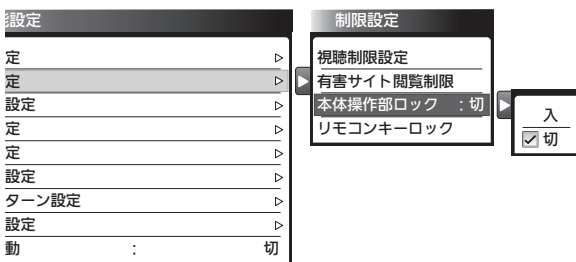 設定
定
定
設定
定
定
設定
ターン設定
設定
動 : 切
制限設定
視聴制限設定
有害サイト閲覧制限
本体操作部ロック :切
リモコンキーロック
入
切